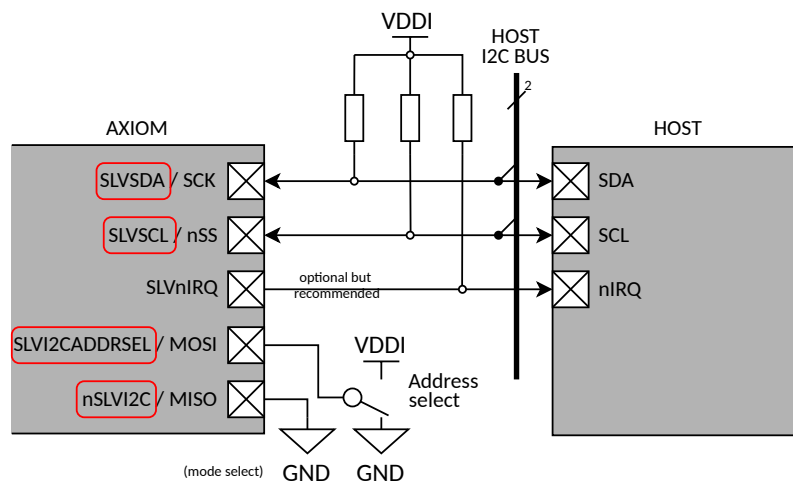 VDDI
HOST
I2C BUS
2
AXIOM
HOST
SLVSDA / SCK
SDA
SLVSCL / nSS
SCL
SLVnIRQ
optional but
recommended
nIRQ
SLVI2CADDRSEL / MOSI
VDDI
Address
select
nSLVI2C / MISO
(mode select)
GND
GND